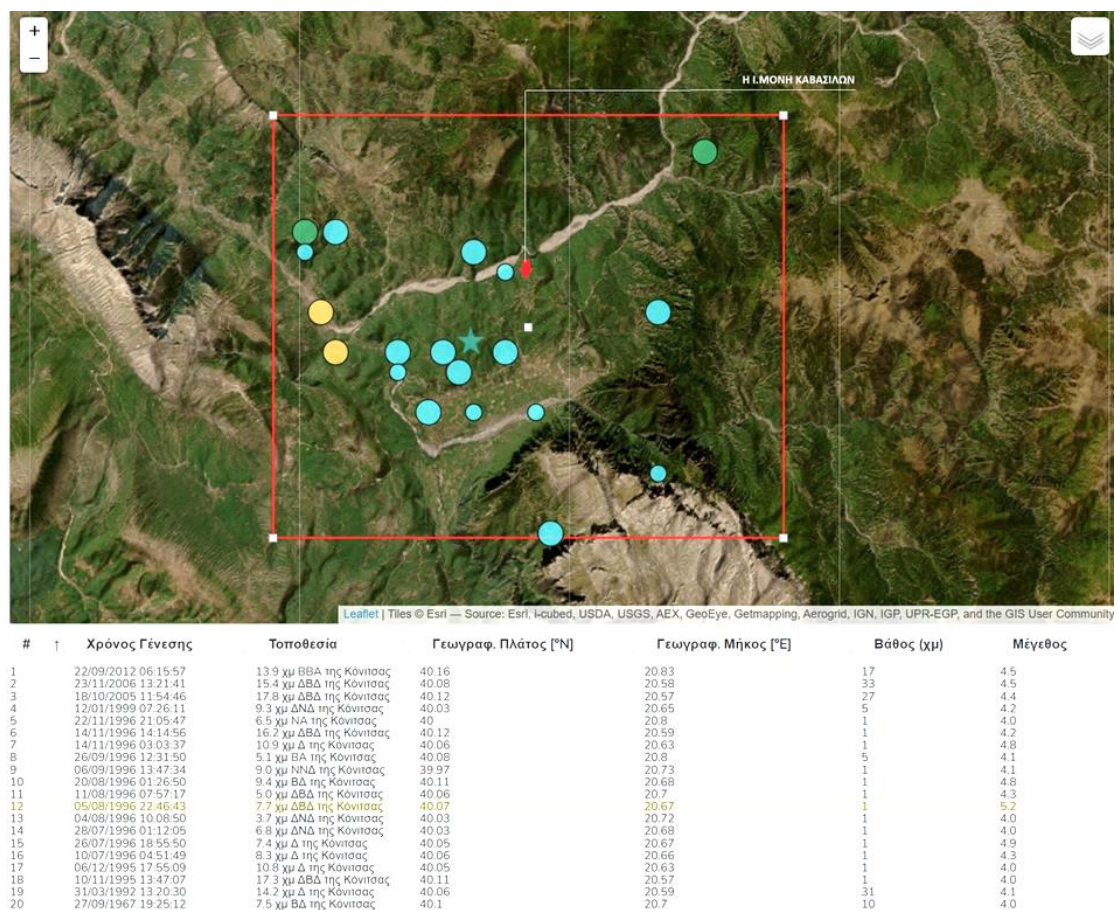 +
−
Η Ι.ΜΟΝΗ ΚΑΒΑΣΙΛΩΝ
Leaflet | Tiles © Esri — Source: Esri, i-cubed, USDA, USGS, AEX, GeoEye, Getmapping, Aerogrid, IGN, IGP, UPR-EGP, and the GIS User Community
# ↑ Χρόνος Γένεσης Τοποθεσία Γεωγραφ. Πλάτος [°N] Γεωγραφ. Μήκος [°E] Βάθος (χμ) Μέγεθος
1 22/09/2012 06:15:57 13.9 χμ ΒΒΑ της Κόνιτσας 40.16 20.83 17 4.5
2 23/11/2006 13:21:41 15.4 χμ ΔΒΔ της Κόνιτσας 40.08 20.58 33 4.5
3 18/10/2005 11:54:46 17.8 χμ ΔΒΔ της Κόνιτσας 40.12 20.57 27 4.4
4 12/01/1999 07:26:11 9.3 χμ ΔΝΔ της Κόνιτσας 40.03 20.65 5 4.2
5 22/11/1996 21:05:47 6.5 χμ ΝΑ της Κόνιτσας 40 20.8 1 4.0
6 14/11/1996 14:14:56 16.2 χμ ΔΒΔ της Κόνιτσας 40.12 20.59 1 4.2
7 14/11/1996 03:03:37 10.9 χμ Δ της Κόνιτσας 40.06 20.63 1 4.8
8 26/09/1996 12:31:50 5.1 χμ ΒΑ της Κόνιτσας 40.08 20.8 5 4.1
9 06/09/1996 13:47:34 9.0 χμ ΝΝΔ της Κόνιτσας 39.97 20.73 1 4.1
10 20/08/1996 01:26:50 9.4 χμ ΒΔ της Κόνιτσας 40.11 20.68 1 4.8
11 11/08/1996 07:57:17 5.0 χμ ΔΒΔ της Κόνιτσας 40.06 20.7 1 4.3
12 05/08/1996 22:46:43 7.7 χμ ΔΒΔ της Κόνιτσας 40.07 20.67 1 5.2
13 04/08/1996 10:08:50 3.7 χμ ΔΝΔ της Κόνιτσας 40.03 20.72 1 4.0
14 28/07/1996 01:12:05 6.8 χμ ΔΝΔ της Κόνιτσας 40.03 20.68 1 4.0
15 26/07/1996 18:55:50 7.4 χμ Δ της Κόνιτσας 40.05 20.67 1 4.9
16 10/07/1996 04:51:49 8.3 χμ Δ της Κόνιτσας 40.06 20.66 1 4.3
17 06/12/1995 17:55:09 10.8 χμ Δ της Κόνιτσας 40.05 20.63 1 4.0
18 10/11/1995 13:47:07 17.3 χμ ΔΒΔ της Κόνιτσας 40.11 20.57 1 4.0
19 31/03/1992 13:20:30 14.2 χμ Δ της Κόνιτσας 40.06 20.59 31 4.1
20 27/09/1967 19:25:12 7.5 χμ ΒΔ της Κόνιτσας 40.1 20.7 10 4.0